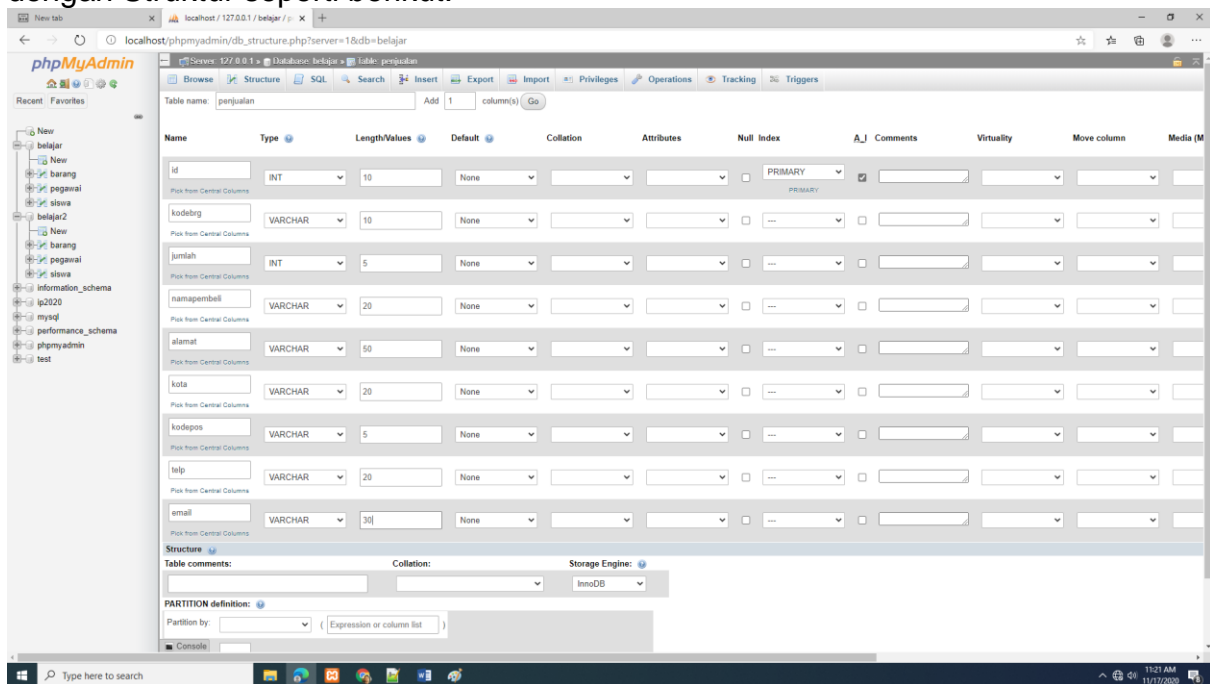 dengan Struktur seperti berikut:
New tab
localhost / 127.0.0.1 / belajar / p
localhost/phpmyadmin/db_structure.php?server=1&db=belajar
phpMyAdmin
Recent Favorites
New
belajar
New
barang
pegawai
siswa
belajar2
New
barang
pegawai
siswa
information_schema
ip2020
mysql
performance_schema
phpmyadmin
test
Server: 127.0.0.1 » Database: belajar » Table: penjualan
Browse Structure SQL Search Insert Export Import Privileges Operations Tracking Triggers
Table name: penjualan Add 1 column(s) Go
Name Type Length/Values Default Collation Attributes Null Index A_I Comments Virtuality Move column Media (M
id INT 10 None PRIMARY
Pick from Central Columns PRIMARY
kodebrg VARCHAR 10 None ---
Pick from Central Columns
jumlah INT 5 None ---
Pick from Central Columns
namapembeli VARCHAR 20 None ---
Pick from Central Columns
alamat VARCHAR 50 None ---
Pick from Central Columns
kota VARCHAR 20 None ---
Pick from Central Columns
kodepos VARCHAR 5 None ---
Pick from Central Columns
telp VARCHAR 20 None ---
Pick from Central Columns
email VARCHAR 30 None ---
Pick from Central Columns
Structure
Table comments: Collation: Storage Engine:
InnoDB
PARTITION definition:
Partition by: ( Expression or column list )
Console
Type here to search
11:21 AM
11/17/2020